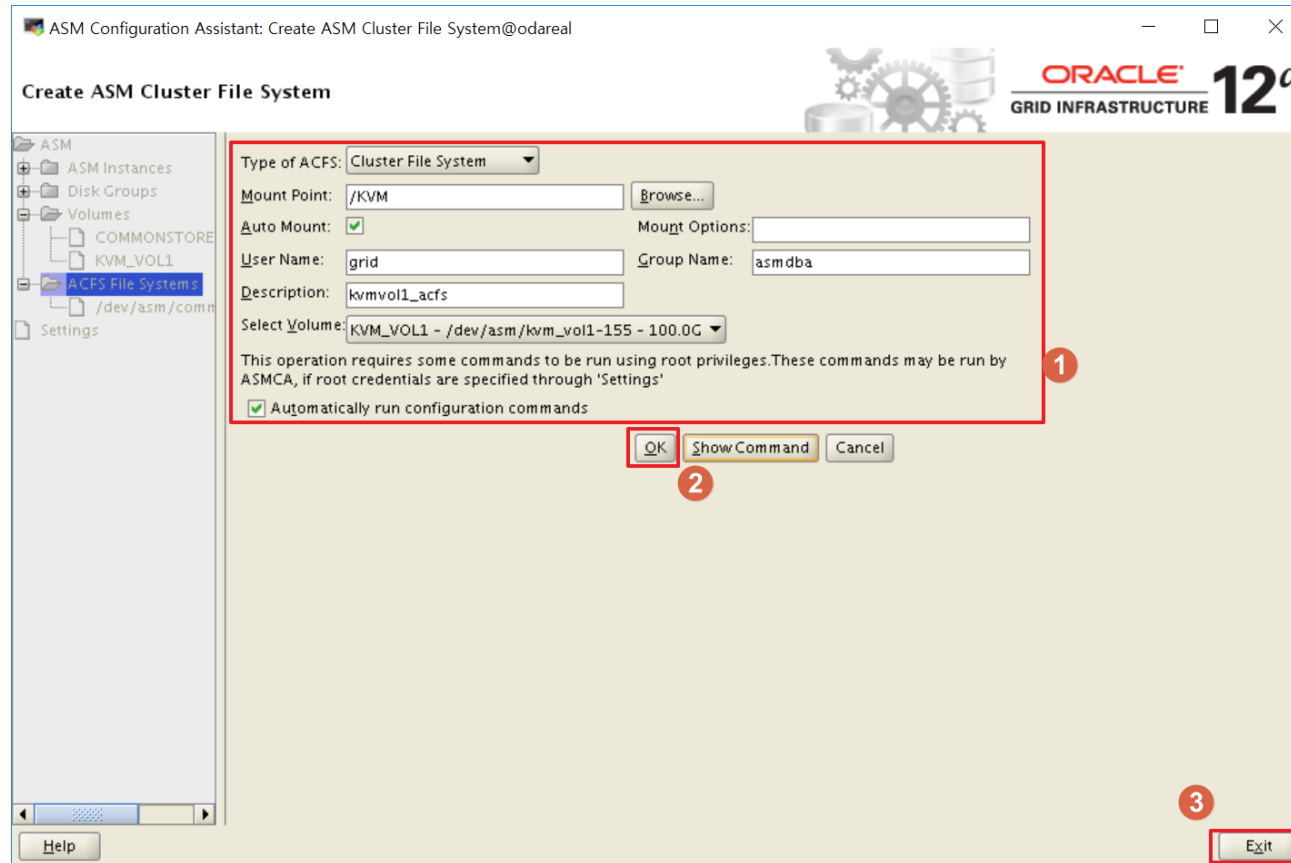 ASM Configuration Assistant: Create ASM Cluster File System@odareal
Create ASM Cluster File System
ORACLE®
GRID INFRASTRUCTURE
12c
ASM
ASM Instances
Disk Groups
Volumes
COMMONSTORE
KVM_VOL1
ACFS File Systems
/dev/asm/comm
Settings
Type of ACFS: Cluster File System
Mount Point: /KVM Browse...
Auto Mount: Mount Options:
User Name: grid Group Name: asmdba
Description: kvmvol1_acfs
Select Volume: KVM_VOL1 - /dev/asm/kvm_vol1-155 - 100.0G
This operation requires some commands to be run using root privileges.These commands may be run by
ASMCA, if root credentials are specified through 'Settings'
1
Automatically run configuration commands
OK Show Command Cancel
2
3
Help Exit